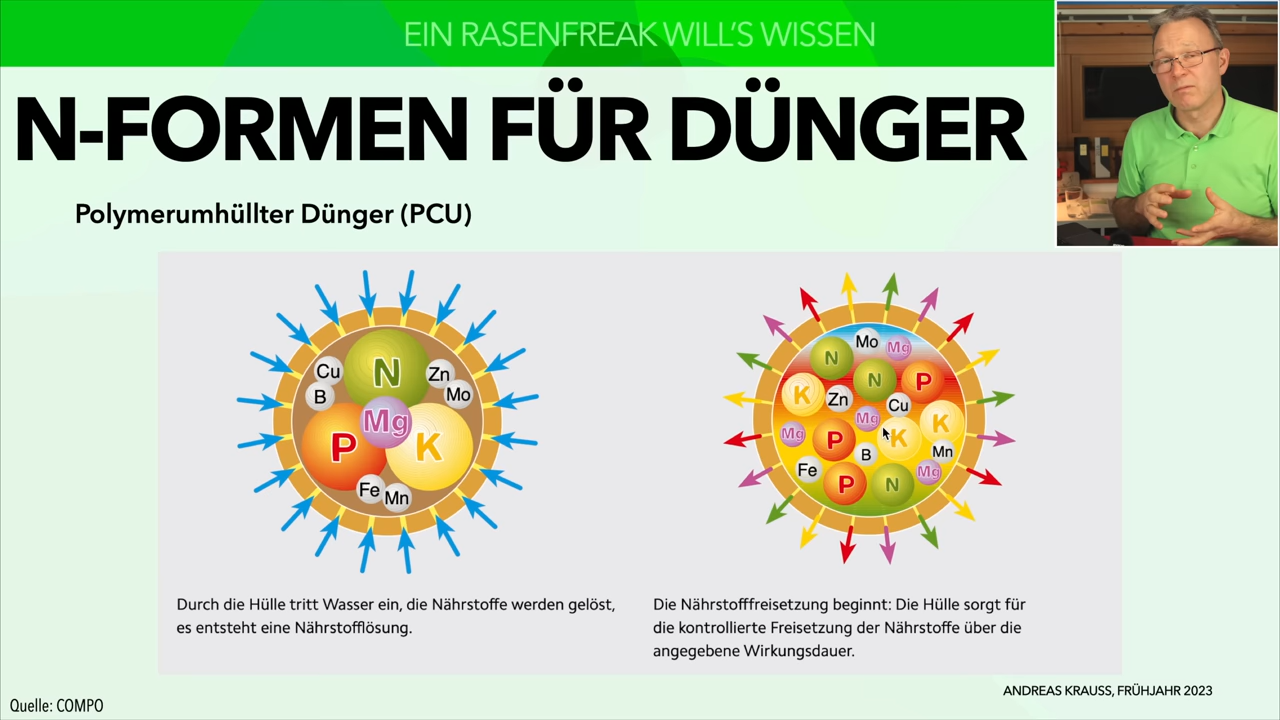 EIN RASENFREAK WILL'S WISSEN
N-FORMEN FÜR DÜNGER
Polymerumhüllter Dünger (PCU)
N
Cu
Zn
B
Mo
Mg
P
K
Fe
Mn
Mo
N
Mg
N
P
K
Zn
Cu
Mg
K
Mg
P
K
B
Mn
Fe
Mg
P
N
Durch die Hülle tritt Wasser ein, die Nährstoffe werden gelöst,
es entsteht eine Nährstofflösung.
Die Nährstofffreisetzung beginnt: Die Hülle sorgt für
die kontrollierte Freisetzung der Nährstoffe über die
angegebene Wirkungsdauer.
ANDREAS KRAUSS, FRÜHJAHR 2023
Quelle: COMPO